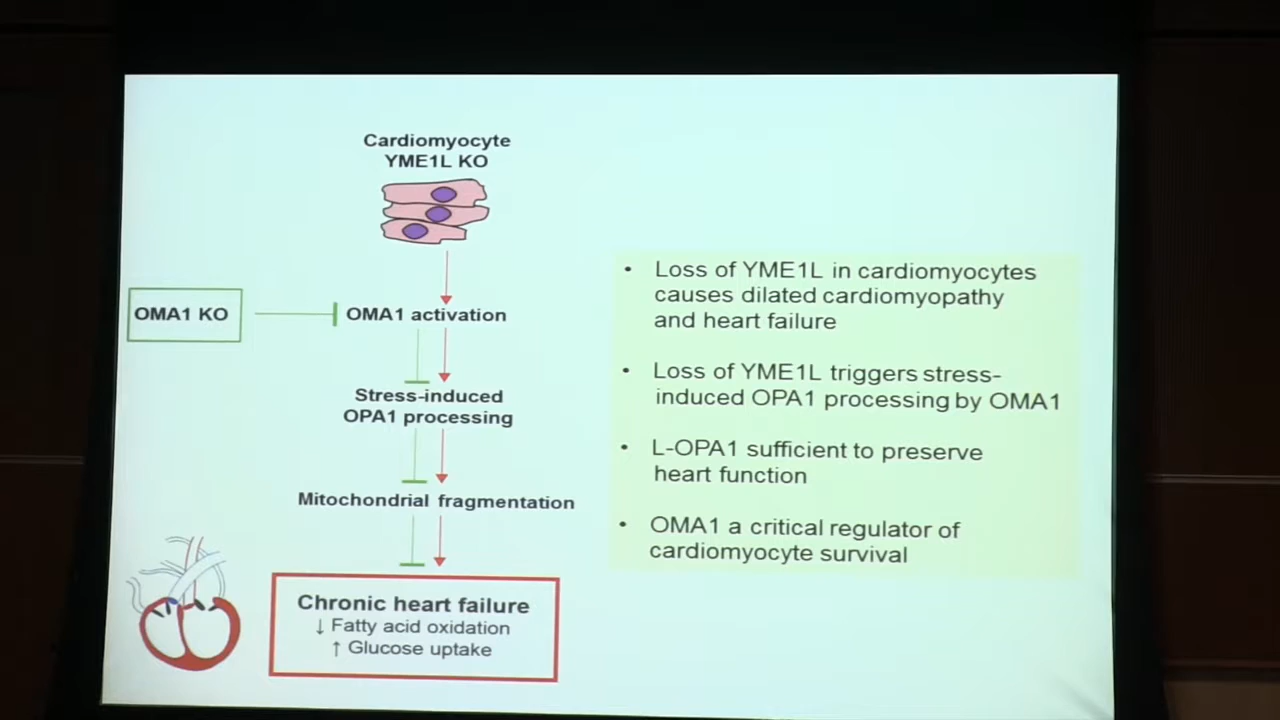 Cardiomyocyte
YME1L KO
OMA1 KO
OMA1 activation
Stress-induced
OPA1 processing
Mitochondrial fragmentation
Chronic heart failure
↓ Fatty acid oxidation
↑ Glucose uptake
• Loss of YME1L in cardiomyocytes
causes dilated cardiomyopathy
and heart failure
• Loss of YME1L triggers stress-
induced OPA1 processing by OMA1
• L-OPA1 sufficient to preserve
heart function
• OMA1 a critical regulator of
cardiomyocyte survival